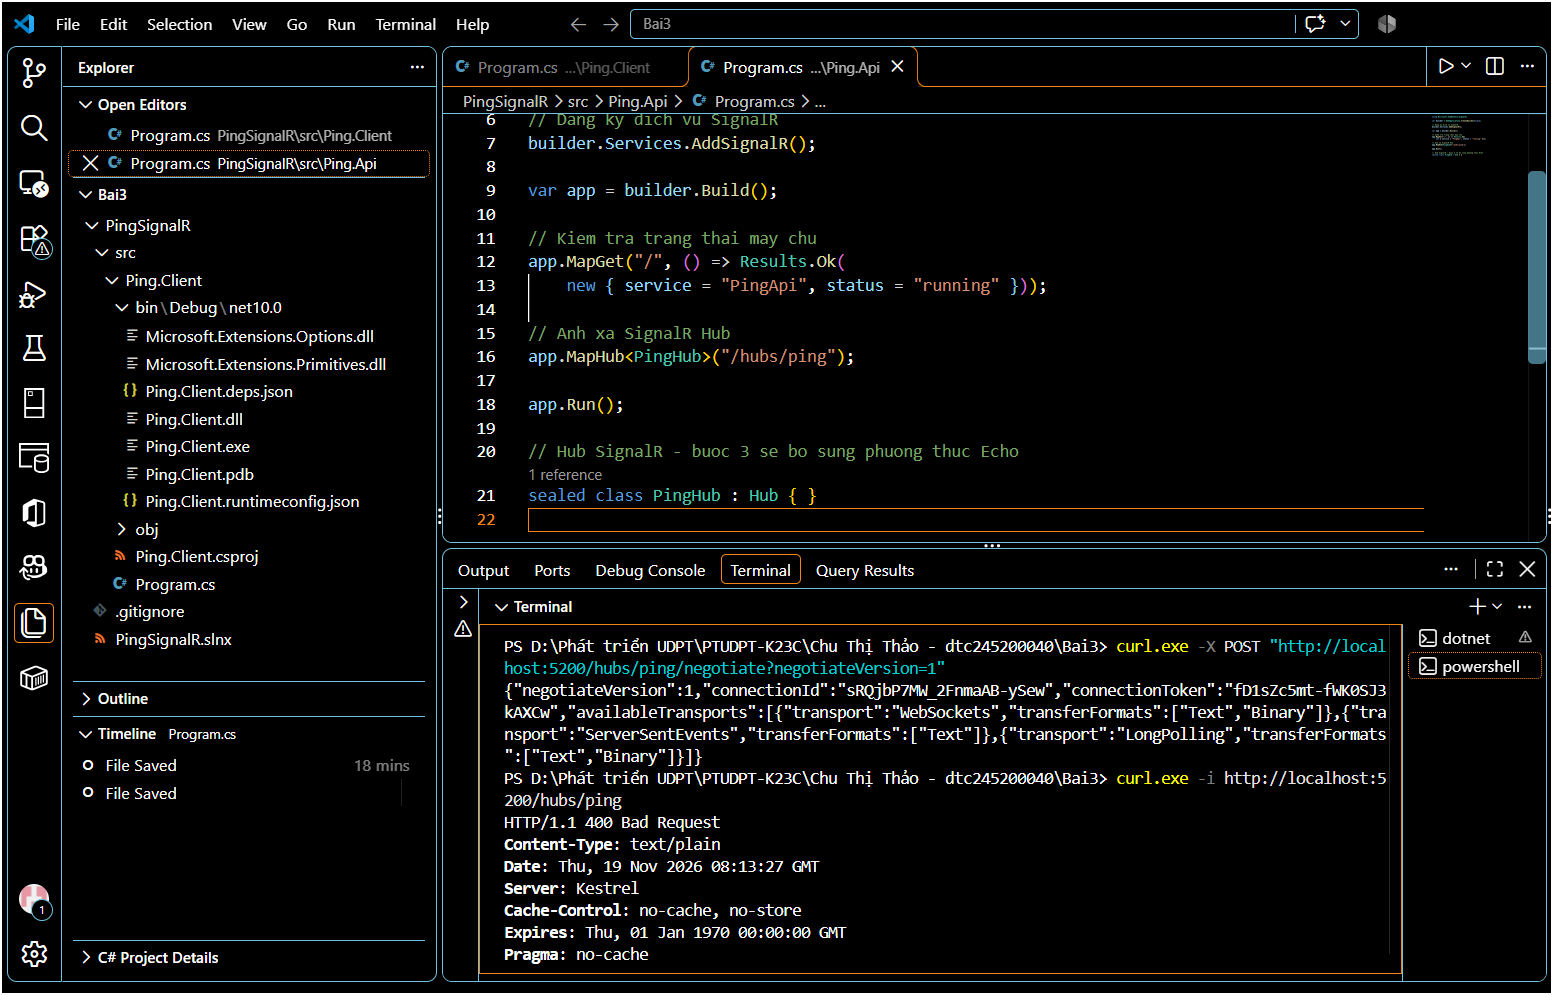 File Edit Selection View Go Run Terminal Help
Bai3
Explorer
Open Editors
Program.cs PingSignalR\src\Ping.Client
Program.cs PingSignalR\src\Ping.Api
Bai3
PingSignalR
src
Ping.Client
bin\Debug\net10.0
Microsoft.Extensions.Options.dll
Microsoft.Extensions.Primitives.dll
Ping.Client.deps.json
Ping.Client.dll
Ping.Client.exe
Ping.Client.pdb
Ping.Client.runtimeconfig.json
obj
Ping.Client.csproj
Program.cs
.gitignore
PingSignalR.slnx
Outline
Timeline Program.cs
File Saved 18 mins
File Saved
C# Project Details
1
Program.cs ...\Ping.Client
Program.cs ...\Ping.Api
PingSignalR > src > Ping.Api > Program.cs > ...
6 // Dang ky dich vu SignalR
7 builder.Services.AddSignalR();
8
9 var app = builder.Build();
10
11 // Kiem tra trang thai may chu
12 app.MapGet("/", () => Results.Ok(
13 new { service = "PingApi", status = "running" }));
14
15 // Anh xa SignalR Hub
16 app.MapHub<PingHub>("/hubs/ping");
17
18 app.Run();
19
20 // Hub SignalR - buoc 3 se bo sung phuong thuc Echo
1 reference
21 sealed class PingHub : Hub { }
22
Output Ports Debug Console Terminal Query Results
Terminal
PS D:\Phát triển UDPT\PTUDPT-K23C\Chu Thị Thảo - dtc245200040\Bai3> curl.exe -X POST "http://local
host:5200/hubs/ping/negotiate?negotiateVersion=1"
{"negotiateVersion":1,"connectionId":"sRQjbP7MW_2FnmaAB-ySew","connectionToken":"fD1sZc5mt-fWK0SJ3
kAXCw","availableTransports":[{"transport":"WebSockets","transferFormats":["Text","Binary"]},{"tra
nsport":"ServerSentEvents","transferFormats":["Text"]},{"transport":"LongPolling","transferFormats
":["Text","Binary"]}]}
PS D:\Phát triển UDPT\PTUDPT-K23C\Chu Thị Thảo - dtc245200040\Bai3> curl.exe -i http://localhost:5
200/hubs/ping
HTTP/1.1 400 Bad Request
Content-Type: text/plain
Date: Thu, 19 Nov 2026 08:13:27 GMT
Server: Kestrel
Cache-Control: no-cache, no-store
Expires: Thu, 01 Jan 1970 00:00:00 GMT
Pragma: no-cache
dotnet
powershell